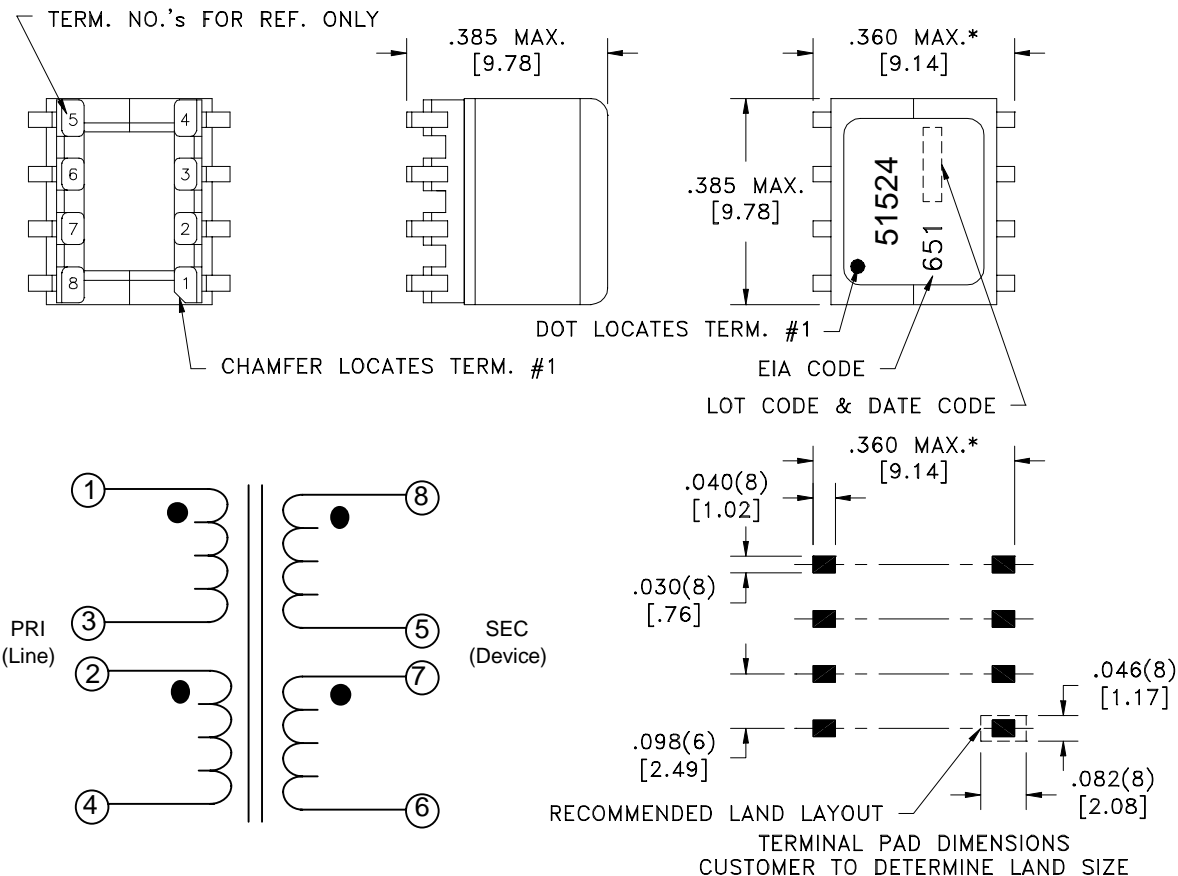 TERM. NO.'s FOR REF. ONLY
.385 MAX.
[9.78]
.360 MAX.*
[9.14]
5
4
6
3
7
2
8
1
.385 MAX.
[9.78]
51524
651
DOT LOCATES TERM. #1
CHAMFER LOCATES TERM. #1
EIA CODE
LOT CODE & DATE CODE
1
8
3
5
PRI
(Line)
SEC
(Device)
2
7
4
6
.360 MAX.*
[9.14]
.040(8)
[1.02]
.030(8)
[.76]
.046(8)
[1.17]
.098(6)
[2.49]
.082(8)
[2.08]
RECOMMENDED LAND LAYOUT
TERMINAL PAD DIMENSIONS
CUSTOMER TO DETERMINE LAND SIZE